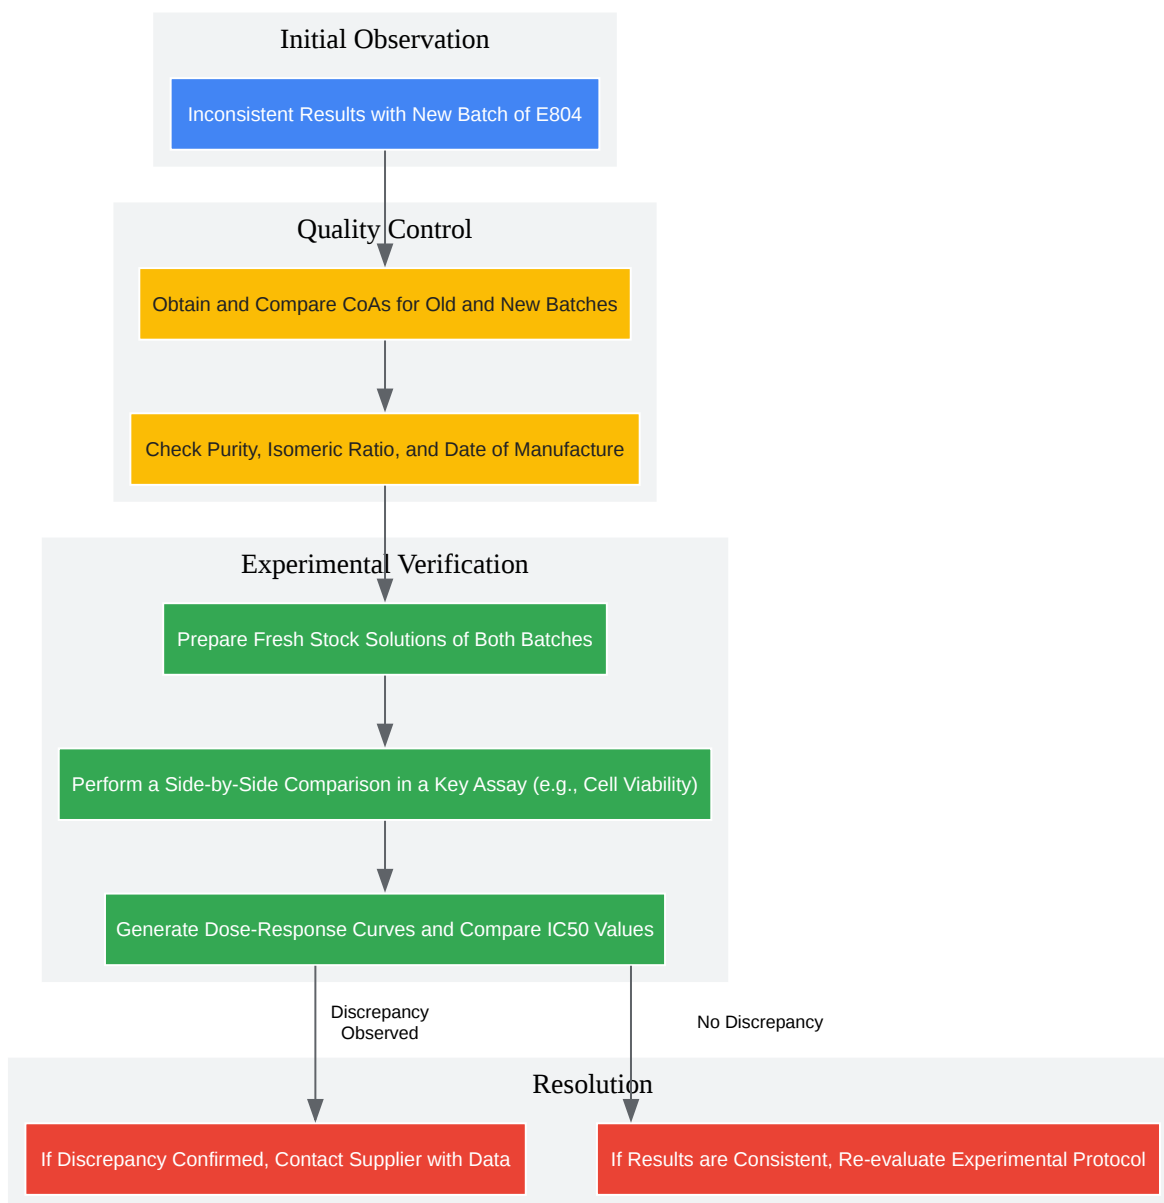 Initial Observation
Inconsistent Results with New Batch of E804
Quality Control
Obtain and Compare CoAs for Old and New Batches
Check Purity, Isomeric Ratio, and Date of Manufacture
Experimental Verification
Prepare Fresh Stock Solutions of Both Batches
Perform a Side-by-Side Comparison in a Key Assay (e.g., Cell Viability)
Generate Dose-Response Curves and Compare IC50 Values
Discrepancy
Observed
No Discrepancy
Resolution
If Discrepancy Confirmed, Contact Supplier with Data
If Results are Consistent, Re-evaluate Experimental Protocol